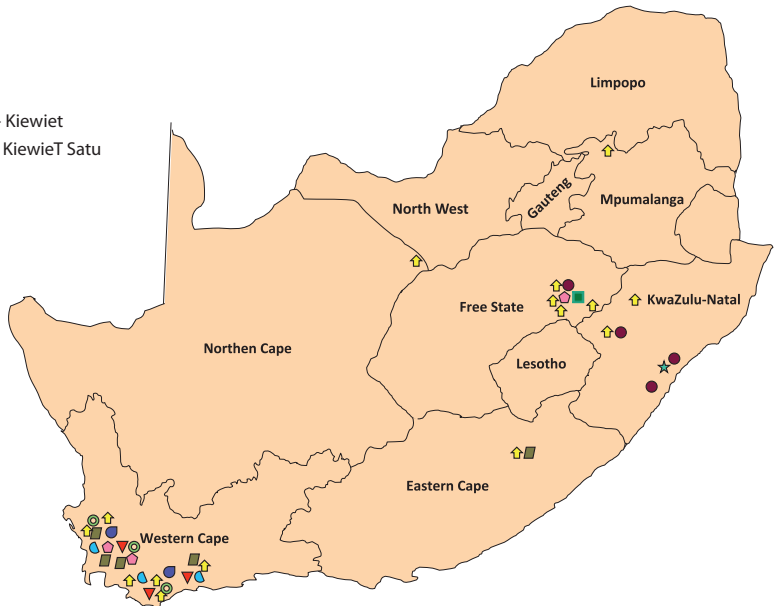 Limpopo
- Kiewiet
KiewieT Satu
Gauteng
Mpumalanga
North West
KwaZulu-Natal
Free State
Northen Cape
Lesotho
Eastern Cape
Western Cape